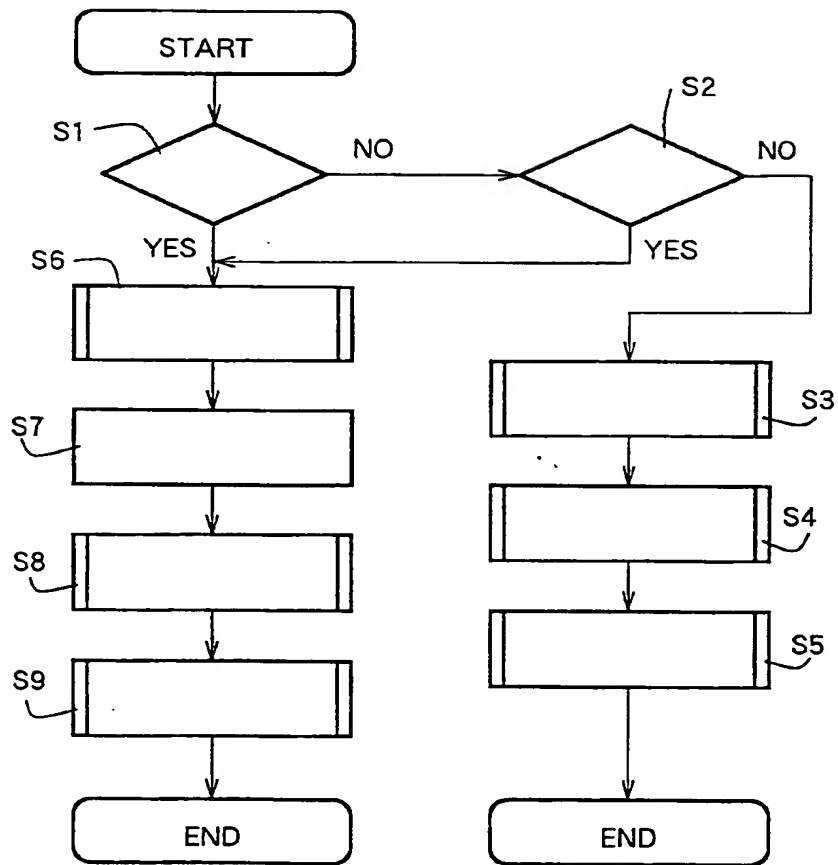 START
S1
NO
S2
NO
YES
YES
S6
S3
S7
S4
S8
S5
S9
END
END